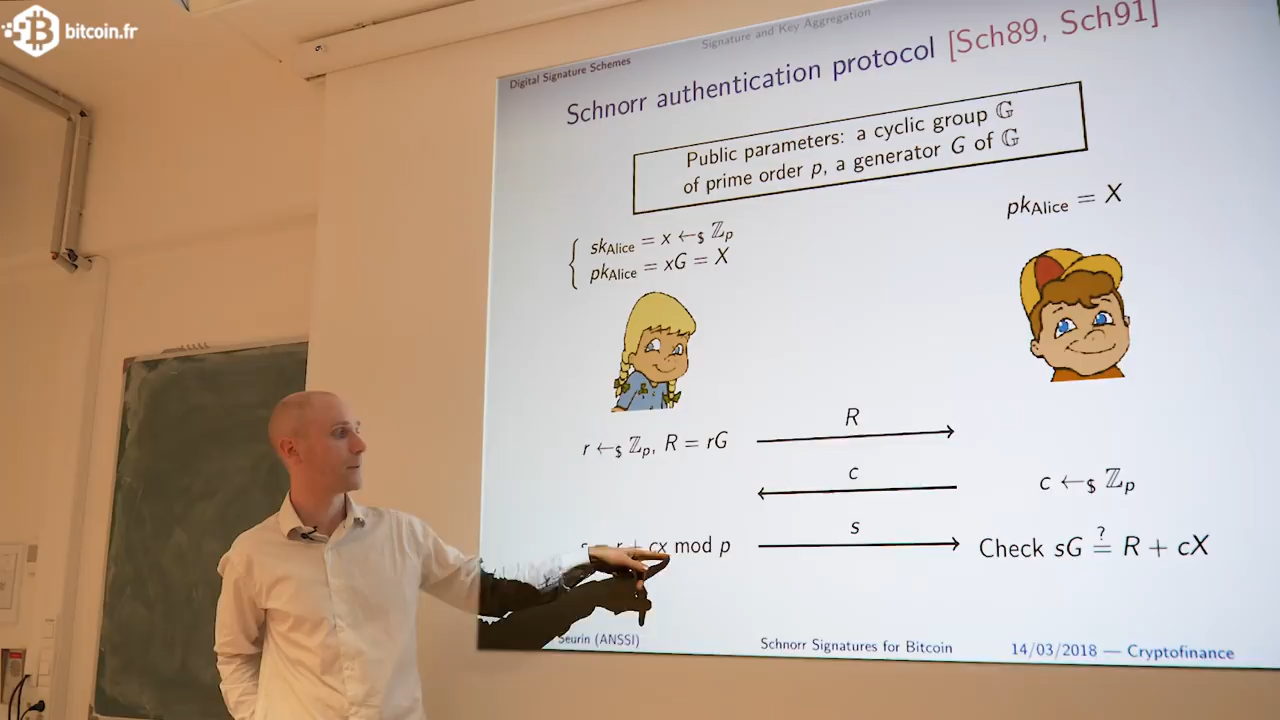 bitcoin.fr
Signature and Key Aggregation
Digital Signature Schemes
Schnorr authentication protocol [Sch89, Sch91]
Public parameters: a cyclic group 𝔾
of prime order p, a generator G of 𝔾
pk_Alice = X
sk_Alice = x ←$ ℤ_p
pk_Alice = xG = X
R
r ←$ ℤ_p, R = rG
c
c ←$ ℤ_p
s
cx mod p
Check sG ≟ R + cX
Seurin (ANSSI)
Schnorr Signatures for Bitcoin
14/03/2018 — Cryptofinance